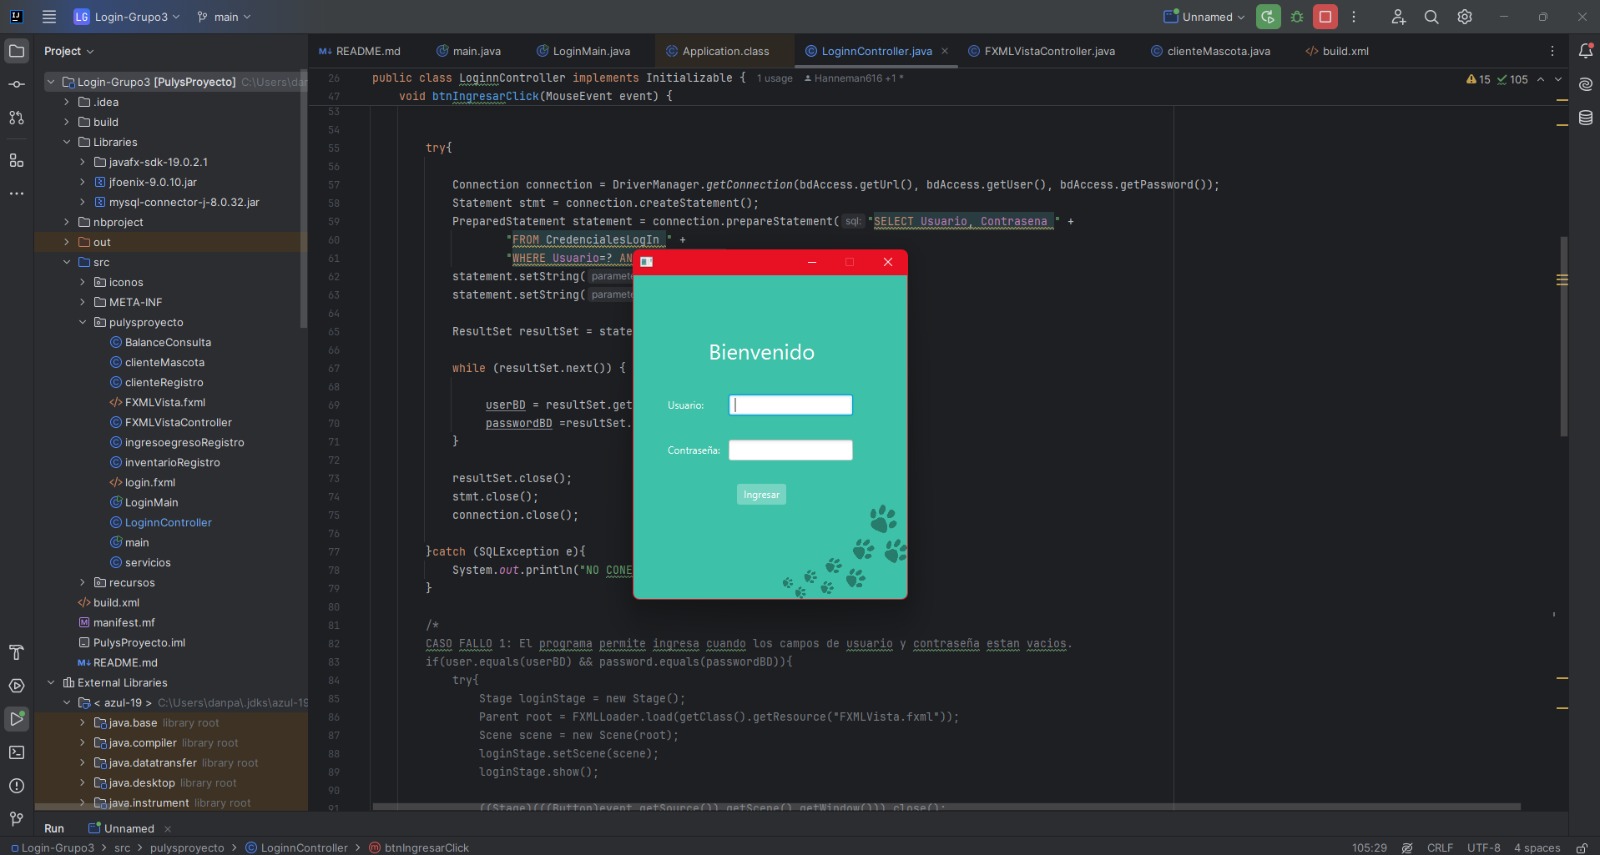 LG Login-Grupo3 main Unnamed
Project
README.md main.java LoginMain.java Application.class LoginnController.java FXMLVistaController.java clienteMascota.java build.xml
Login-Grupo3 [PulysProyecto] C:\Users\danp
.idea
build
Libraries
javafx-sdk-19.0.2.1
jfoenix-9.0.10.jar
mysql-connector-j-8.0.32.jar
nbproject
out
src
iconos
META-INF
pulysproyecto
BalanceConsulta
clienteMascota
clienteRegistro
FXMLVista.fxml
FXMLVistaController
ingresoegresoRegistro
inventarioRegistro
login.fxml
LoginMain
LoginnController
main
servicios
recursos
build.xml
manifest.mf
PulysProyecto.iml
README.md
External Libraries
< azul-19 > C:\Users\danpa\.jdks\azul-19
java.base library root
java.compiler library root
java.datatransfer library root
java.desktop library root
java.instrument library root
26 public class LoginnController implements Initializable { 1 usage Hanneman616 +1 *
15 105
47 void btnIngresarClick(MouseEvent event) {
53
54
55 try{
56
57 Connection connection = DriverManager.getConnection(bdAccess.getUrl(), bdAccess.getUser(), bdAccess.getPassword());
58 Statement stmt = connection.createStatement();
59 PreparedStatement statement = connection.prepareStatement( sql: "SELECT Usuario, Contrasena " +
60 "FROM CredencialesLogIn " +
61 "WHERE Usuario=? AN
62 statement.setString( paramete
63 statement.setString( paramete
64
65 ResultSet resultSet = state
66
67 while (resultSet.next()) {
68
69 userBD = resultSet.get
70 passwordBD =resultSet.
71 }
72
73 resultSet.close();
74 stmt.close();
75 connection.close();
76
77 }catch (SQLException e){
78 System.out.println("NO CONE
79 }
80
81 /*
82 CASO FALLO 1: El programa permite ingresa cuando los campos de usuario y contraseña estan vacios.
83 if(user.equals(userBD) && password.equals(passwordBD)){
84 try{
85 Stage loginStage = new Stage();
86 Parent root = FXMLLoader.load(getClass().getResource("FXMLVista.fxml"));
87 Scene scene = new Scene(root);
88 loginStage.setScene(scene);
89 loginStage.show();
90
91 ((Stage)(((Button)event.getSource()).getScene().getWindow())).close();
Bienvenido
Usuario:
Contraseña:
Ingresar
Run Unnamed
Login-Grupo3 > src > pulysproyecto > LoginnController > btnIngresarClick 105:29 CRLF UTF-8 4 spaces